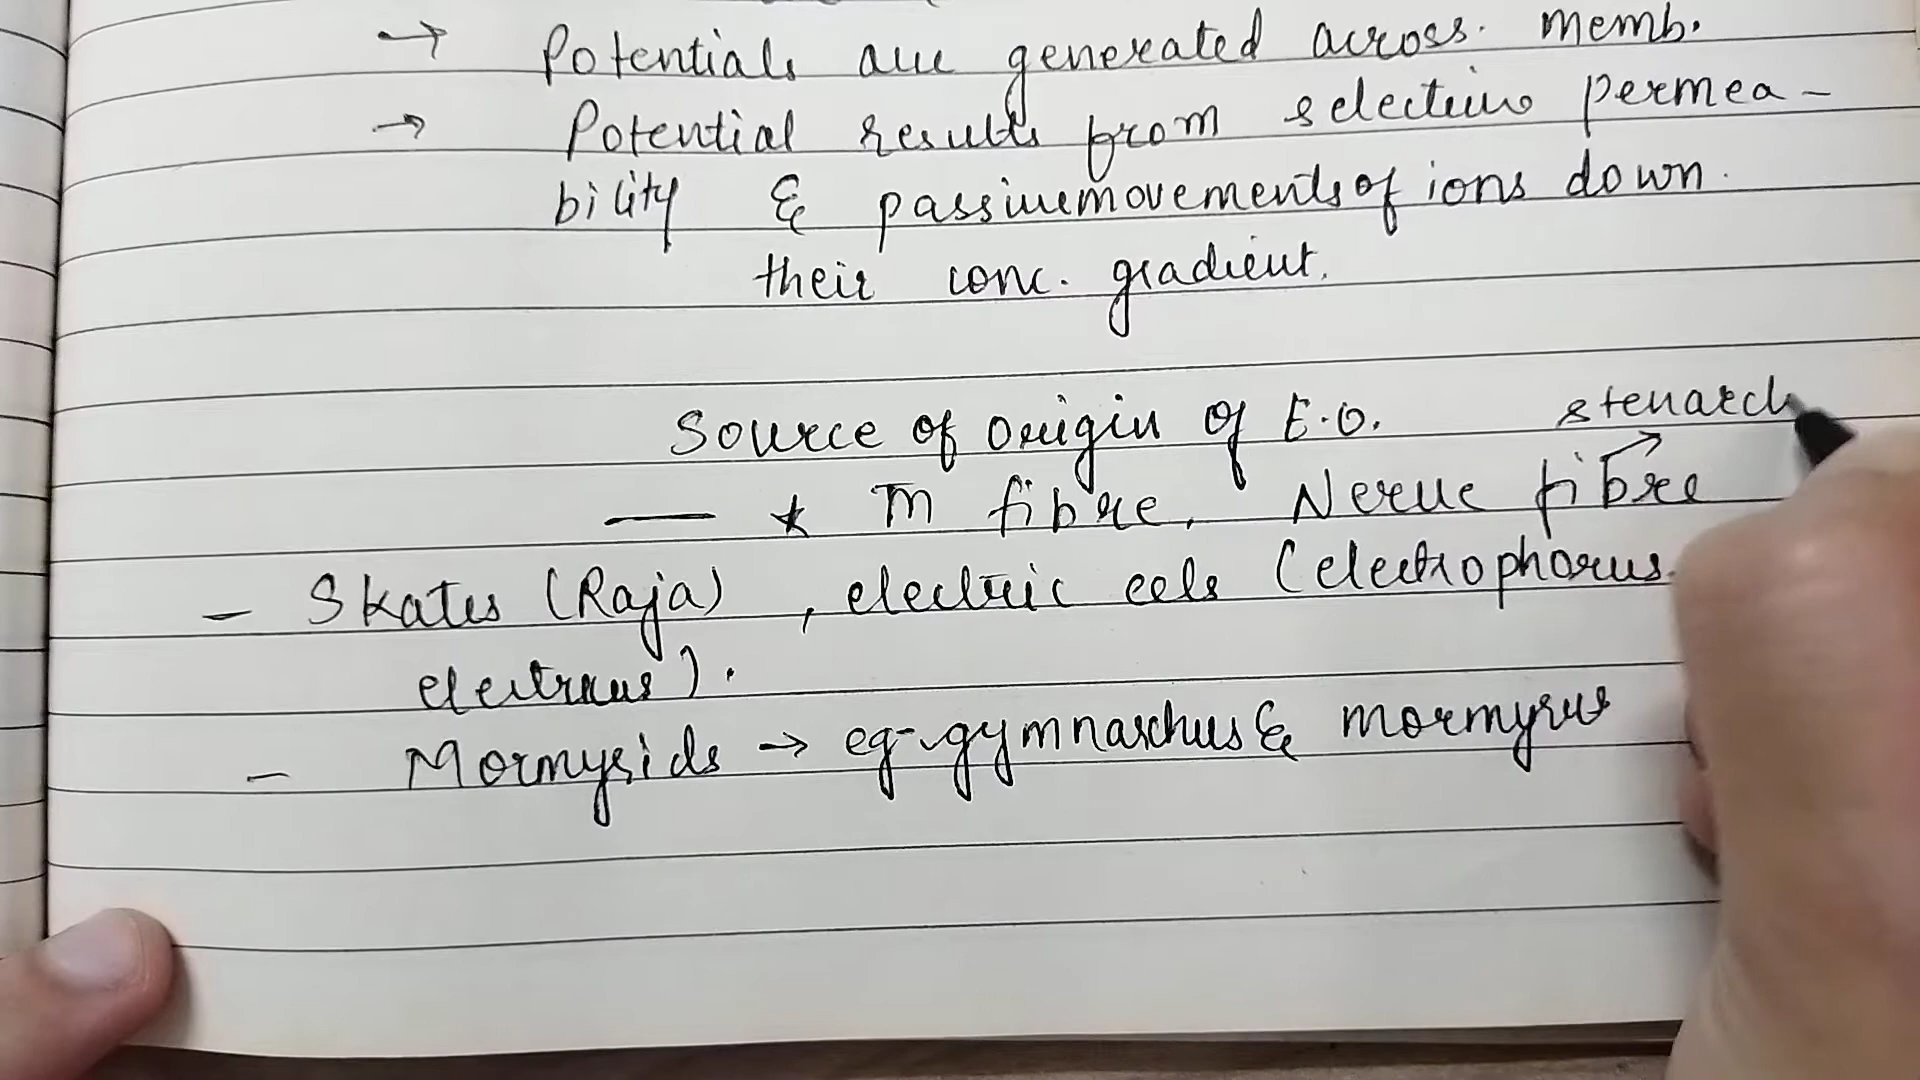 → Potentials are generated across. memb.
→ Potential results from selective permea-
bility & passive movements of ions down.
their conc. gradient.
Source of origin of E.O.
stenarch
— * m fibre, Nerve fibre
- Skates (Raja), electric eels (electrophorus
electricus).
- Mormyrids → eg-gymnarchus & mormyrus